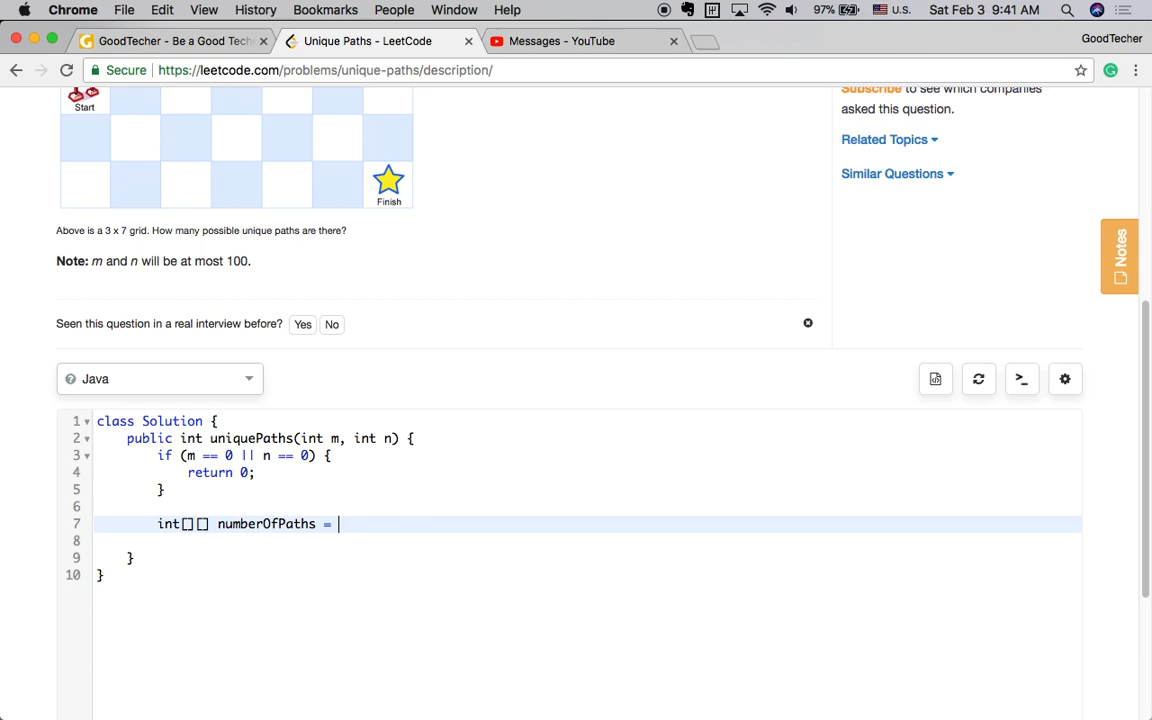 Chrome File Edit View History Bookmarks People Window Help 97% U.S. Sat Feb 3 9:41 AM
GoodTecher - Be a Good Tech Unique Paths - LeetCode Messages - YouTube GoodTecher
Secure https://leetcode.com/problems/unique-paths/description/
Start
Finish
Above is a 3 x 7 grid. How many possible unique paths are there?
Note: m and n will be at most 100.
Seen this question in a real interview before? Yes No
Subscribe to see which companies
asked this question.
Related Topics
Similar Questions
Notes
Java
1 class Solution {
2 public int uniquePaths(int m, int n) {
3 if (m == 0 || n == 0) {
4 return 0;
5 }
6
7 int[][] numberOfPaths =
8
9 }
10 }